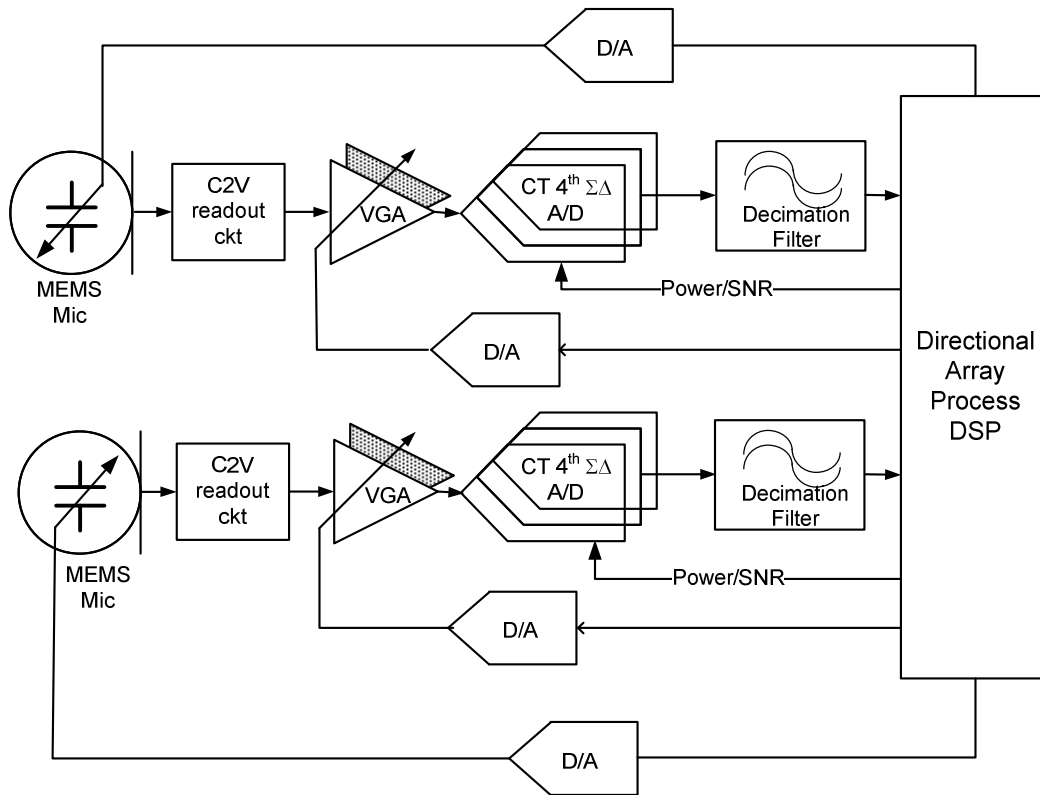 D/A
C2V
readout
ckt
VGA
CT 4th ΣΔ
A/D
Decimation
Filter
MEMS
Mic
Power/SNR
D/A
Directional
Array
Process
DSP
C2V
readout
ckt
VGA
CT 4th ΣΔ
A/D
Decimation
Filter
MEMS
Mic
Power/SNR
D/A
D/A